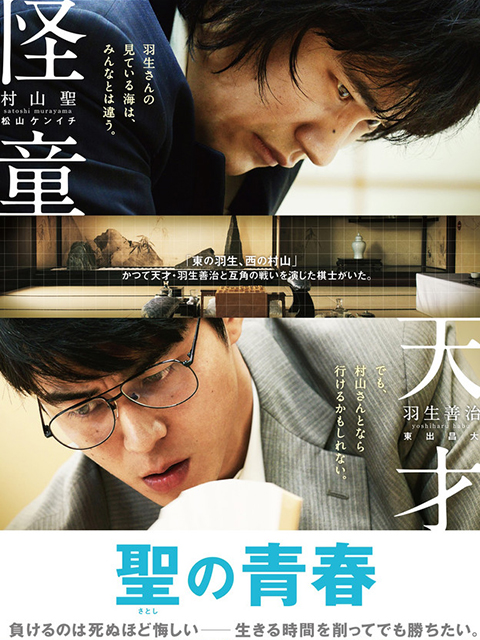 怪童
村山聖
satoshi murayama
松山ケンイチ
羽生さんの
見ている海は、
みんなとは違う。
「東の羽生、西の村山」
かつて天才・羽生善治と互角の戦いを演じた棋士がいた。
天才
羽生善治
yoshiharu habu
東出昌大
でも、
村山さんとなら
行けるかもしれない。
聖の青春
さとし
負けるのは死ぬほど悔しい――生きる時間を削ってでも勝ちたい。